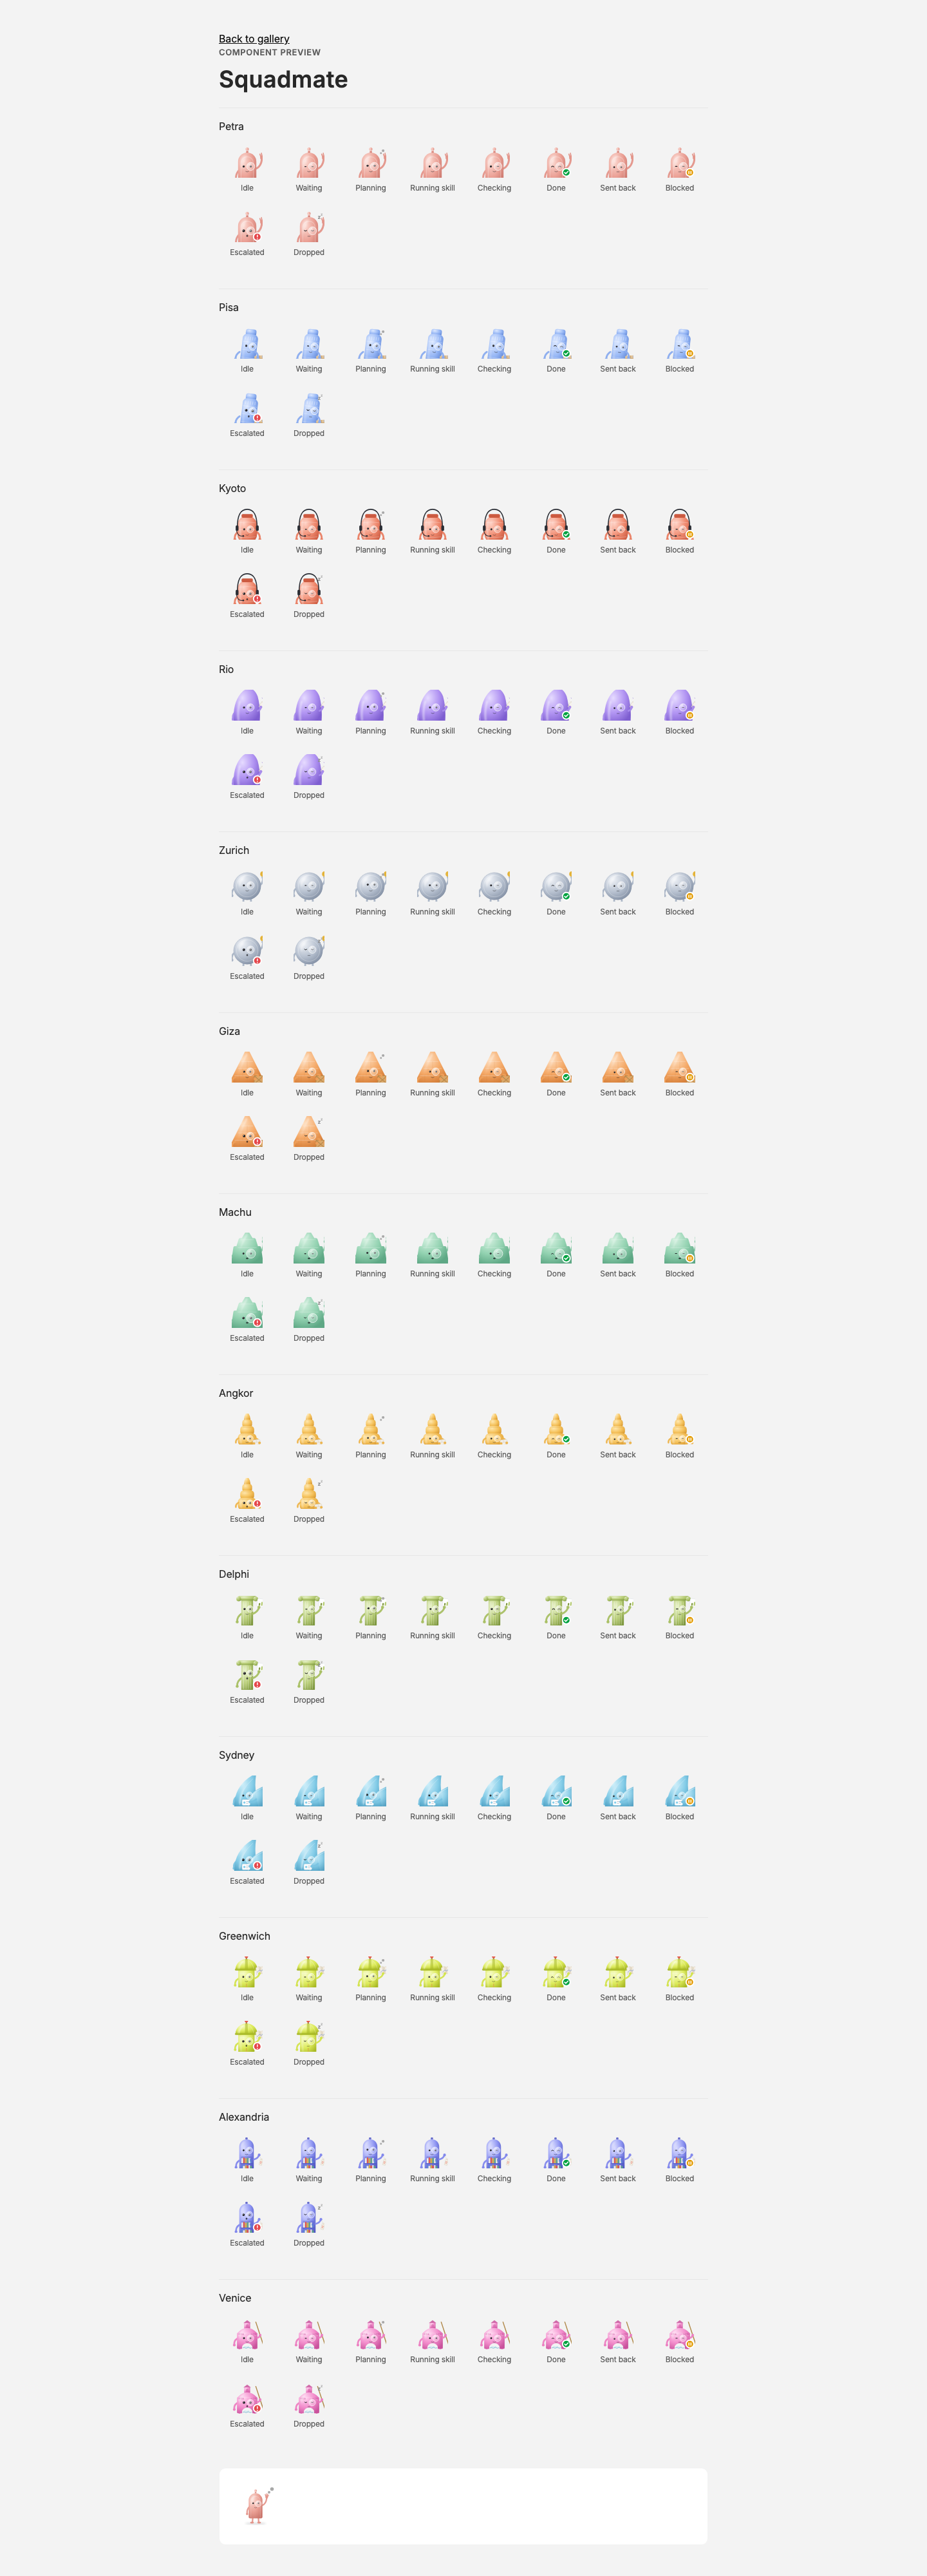 Back to gallery
COMPONENT PREVIEW
Squadmate
Petra
Idle Waiting Planning Running skill Checking Done Sent back Blocked
Escalated Dropped
Pisa
Idle Waiting Planning Running skill Checking Done Sent back Blocked
Escalated Dropped
Kyoto
Idle Waiting Planning Running skill Checking Done Sent back Blocked
Escalated Dropped
Rio
Idle Waiting Planning Running skill Checking Done Sent back Blocked
Escalated Dropped
Zurich
Idle Waiting Planning Running skill Checking Done Sent back Blocked
Escalated Dropped
Giza
Idle Waiting Planning Running skill Checking Done Sent back Blocked
Escalated Dropped
Machu
Idle Waiting Planning Running skill Checking Done Sent back Blocked
Escalated Dropped
Angkor
Idle Waiting Planning Running skill Checking Done Sent back Blocked
Escalated Dropped
Delphi
Idle Waiting Planning Running skill Checking Done Sent back Blocked
Escalated Dropped
Sydney
Idle Waiting Planning Running skill Checking Done Sent back Blocked
Escalated Dropped
Greenwich
Idle Waiting Planning Running skill Checking Done Sent back Blocked
Escalated Dropped
Alexandria
Idle Waiting Planning Running skill Checking Done Sent back Blocked
Escalated Dropped
Venice
Idle Waiting Planning Running skill Checking Done Sent back Blocked
Escalated Dropped